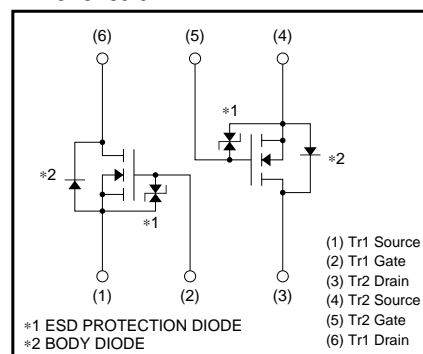 (6) (5) (4)
∗1
∗2
∗2
∗1
(1) (2) (3)
(1) Tr1 Source
(2) Tr1 Gate
(3) Tr2 Drain
(4) Tr2 Source
(5) Tr2 Gate
(6) Tr1 Drain
∗1 ESD PROTECTION DIODE
∗2 BODY DIODE